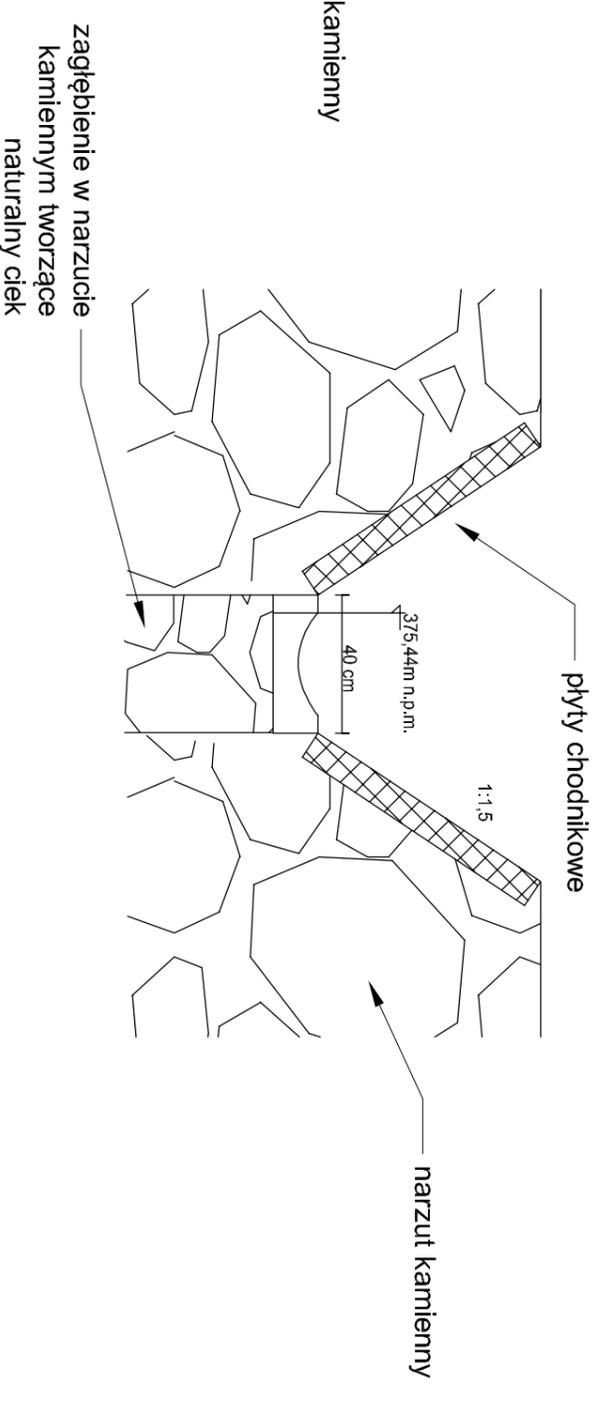 kamienny
płyty chodnikowe
1:1,5
375,44m n.p.m.
40 cm
narzut kamienny
zagłębienie w narzucie
kamiennym tworzące
naturalny ciek